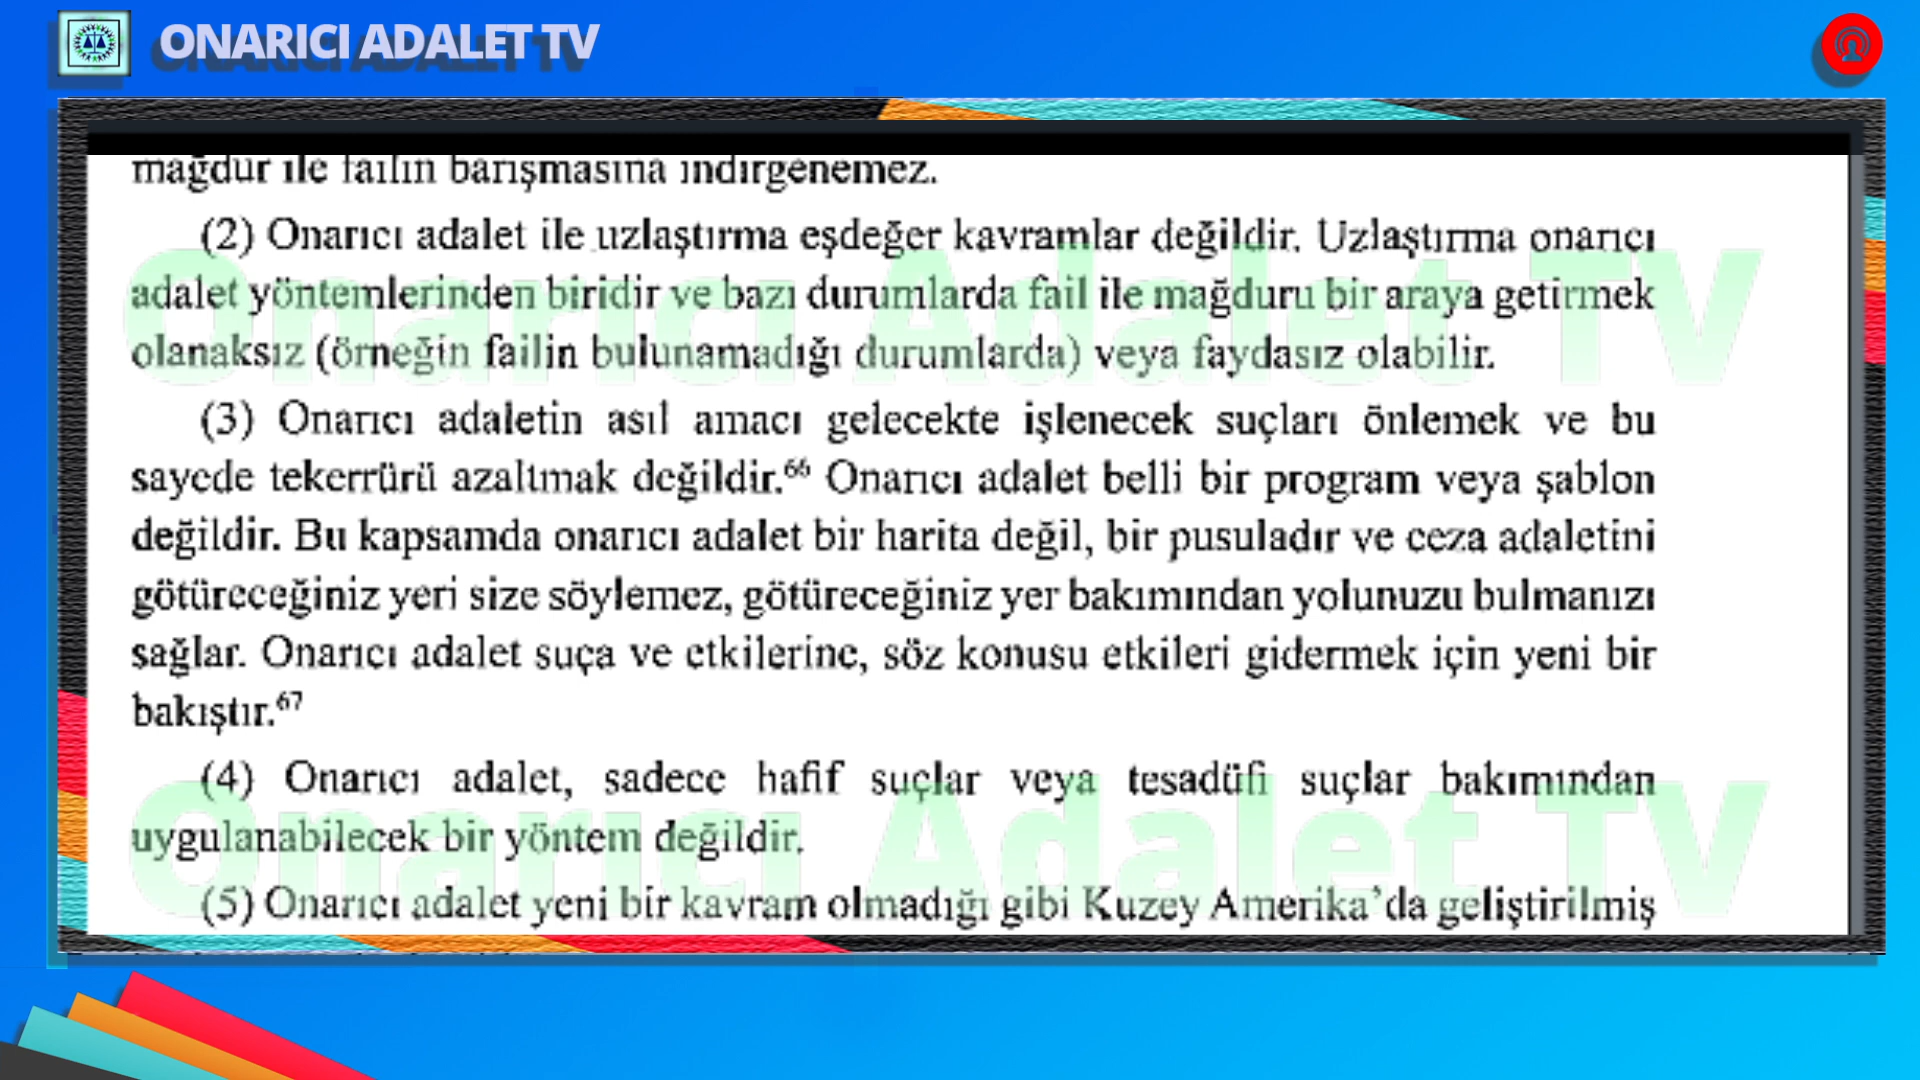 ONARICI ADALET TV
mağdur ile failin barışmasına indirgenemez.
(2) Onarıcı adalet ile uzlaştırma eşdeğer kavramlar değildir. Uzlaştırma onarıcı
adalet yöntemlerinden biridir ve bazı durumlarda fail ile mağduru bir araya getirmek
olanaksız (örneğin failin bulunamadığı durumlarda) veya faydasız olabilir.
(3) Onarıcı adaletin asıl amacı gelecekte işlenecek suçları önlemek ve bu
sayede tekerrürü azaltmak değildir.66 Onarıcı adalet belli bir program veya şablon
değildir. Bu kapsamda onarıcı adalet bir harita değil, bir pusuladır ve ceza adaletini
götüreceğiniz yeri size söylemez, götüreceğiniz yer bakımından yolunuzu bulmanızı
sağlar. Onarıcı adalet suça ve etkilerine, söz konusu etkileri gidermek için yeni bir
bakıştır.67
(4) Onarıcı adalet, sadece hafif suçlar veya tesadüfi suçlar bakımından
uygulanabilecek bir yöntem değildir.
(5) Onarıcı adalet yeni bir kavram olmadığı gibi Kuzey Amerika'da geliştirilmiş
Onarıcı Adalet TV
Onarıcı Adalet TV